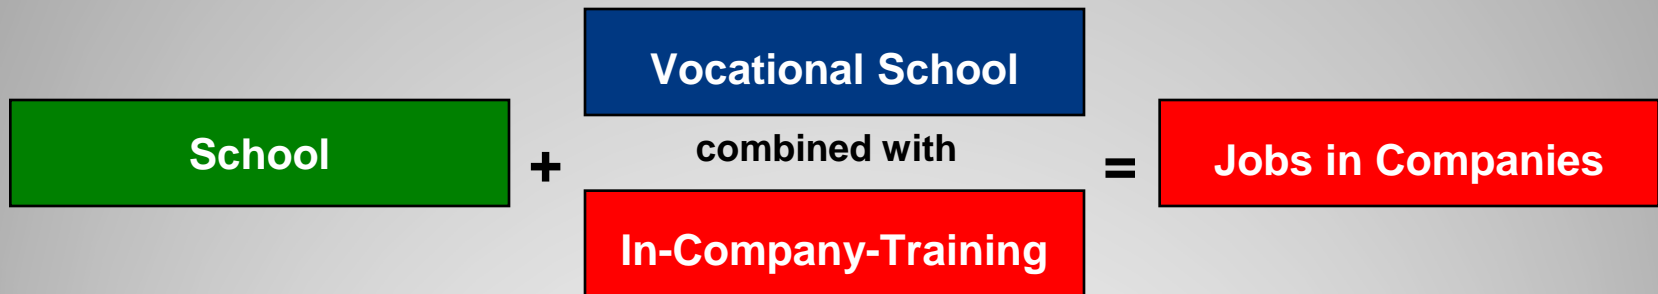 School
+
Vocational School
combined with
In-Company-Training
=
Jobs in Companies